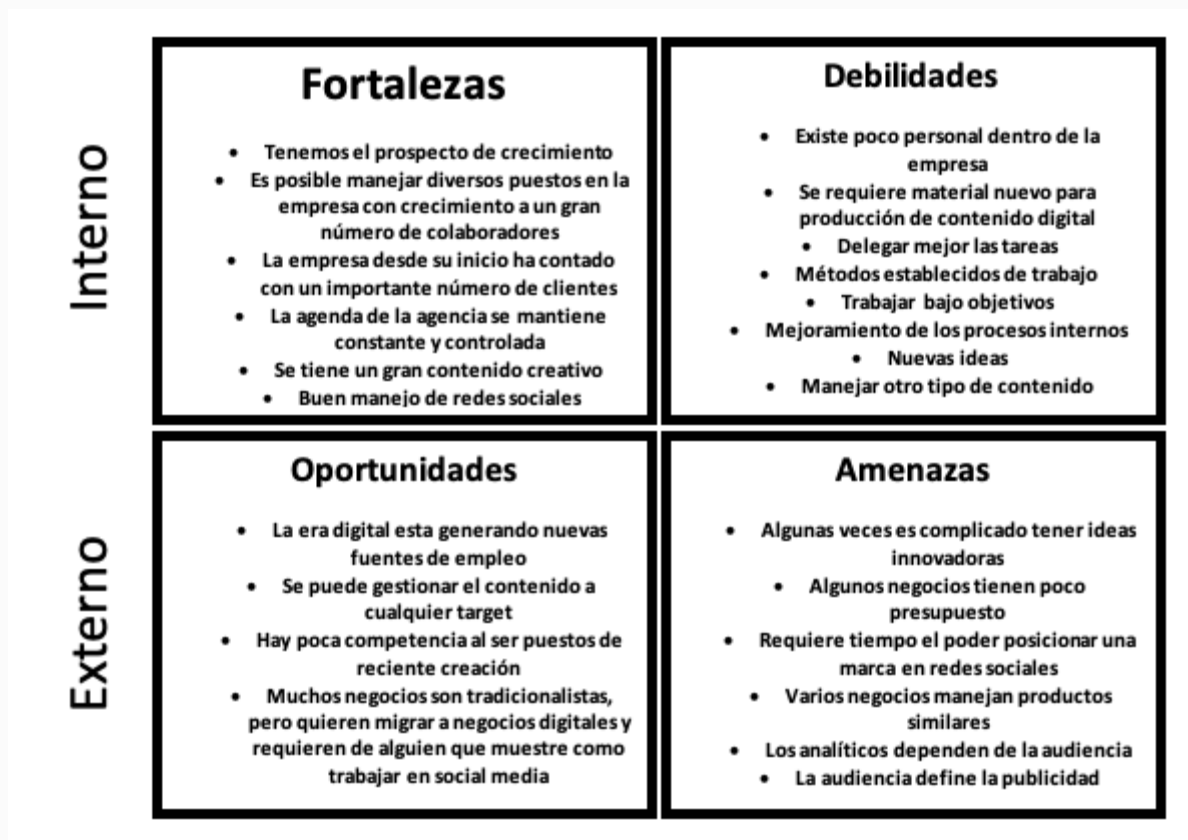 Interno
Fortalezas
• Tenemos el prospecto de crecimiento
• Es posible manejar diversos puestos en la
empresa con crecimiento a un gran
número de colaboradores
• La empresa desde su inicio ha contado
con un importante número de clientes
• La agenda de la agencia se mantiene
constante y controlada
• Se tiene un gran contenido creativo
• Buen manejo de redes sociales
Debilidades
• Existe poco personal dentro de la
empresa
• Se requiere material nuevo para
producción de contenido digital
• Delegar mejor las tareas
• Métodos establecidos de trabajo
• Trabajar bajo objetivos
• Mejoramiento de los procesos internos
• Nuevas ideas
• Manejar otro tipo de contenido
Externo
Oportunidades
• La era digital esta generando nuevas
fuentes de empleo
• Se puede gestionar el contenido a
cualquier target
• Hay poca competencia al ser puestos de
reciente creación
• Muchos negocios son tradicionalistas,
pero quieren migrar a negocios digitales y
requieren de alguien que muestre como
trabajar en social media
Amenazas
• Algunas veces es complicado tener ideas
innovadoras
• Algunos negocios tienen poco
presupuesto
• Requiere tiempo el poder posicionar una
marca en redes sociales
• Varios negocios manejan productos
similares
• Los analíticos dependen de la audiencia
• La audiencia define la publicidad